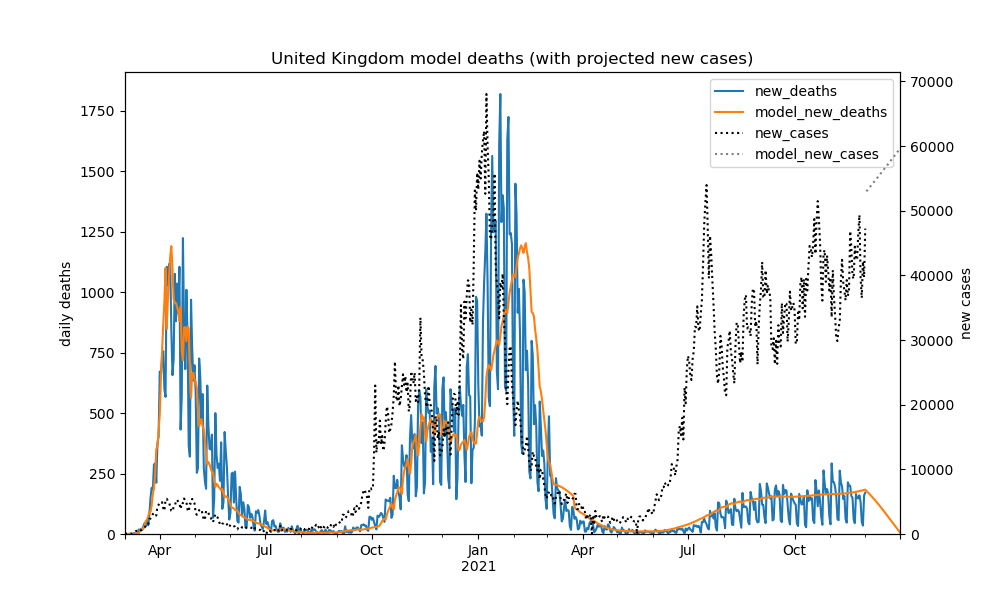 United Kingdom model deaths (with projected new cases)
new_deaths
model_new_deaths
new_cases
model_new_cases
daily deaths
1750
1500
1250
1000
750
500
250
0
70000
60000
50000
40000
30000
20000
10000
0
new cases
Apr Jul Oct Jan Apr Jul Oct
2021